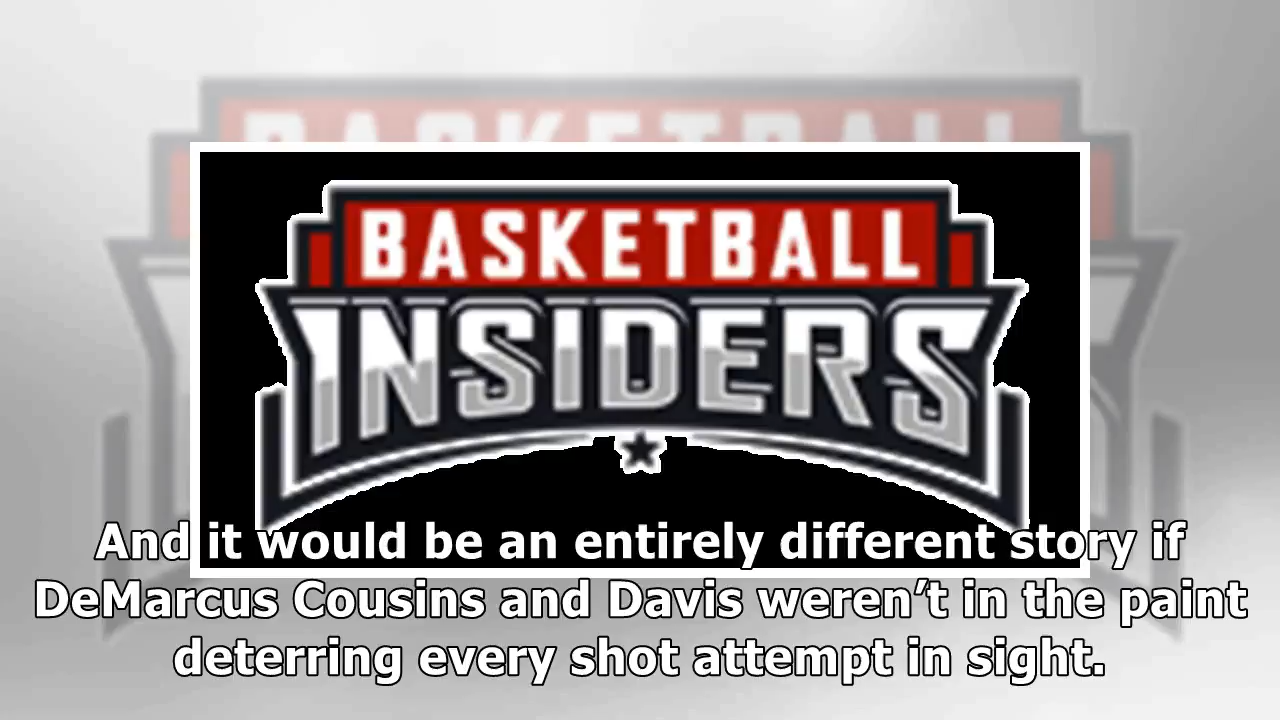 BASKETBALL
BASKETBALL
INSIDERS
And it would be an entirely different story if
DeMarcus Cousins and Davis weren’t in the paint
deterring every shot attempt in sight.